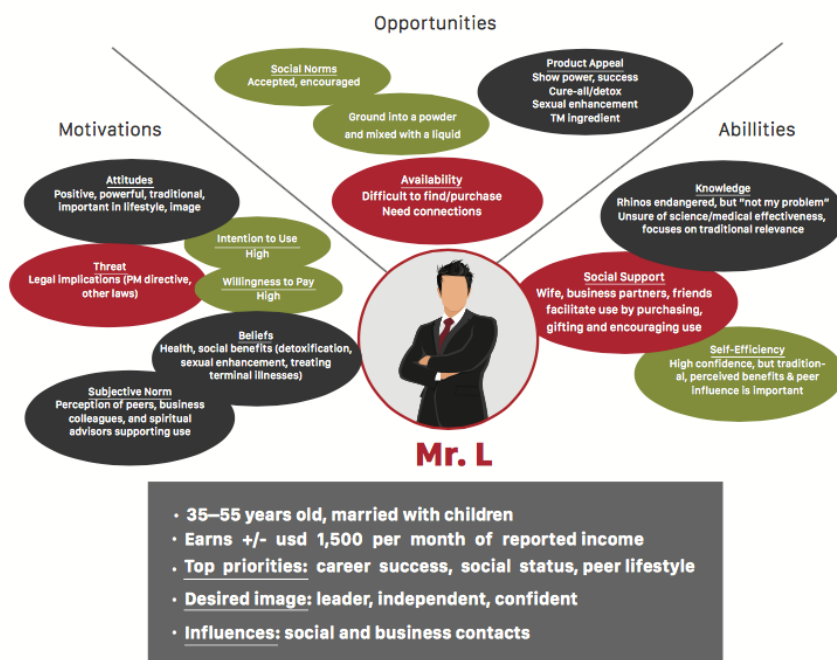 Opportunities
Social Norms
Accepted, encouraged
Product Appeal
Show power, success
Cure-all/detox
Sexual enhancement
TM ingredient
Ground into a powder
and mixed with a liquid
Motivations
Abillities
Attitudes
Positive, powerful, traditional,
important in lifestyle, image
Availability
Difficult to find/purchase
Need connections
Knowledge
Rhinos endangered, but “not my problem”
Unsure of science/medical effectiveness,
focuses on traditional relevance
Intention to Use
High
Threat
Legal implications (PM directive,
other laws)
Willingness to Pay
High
Social Support
Wife, business partners, friends
facilitate use by purchasing,
gifting and encouraging use
Beliefs
Health, social benefits (detoxification,
sexual enhancement, treating
terminal illnesses)
Self-Efficiency
High confidence, but tradition-
al, perceived benefits & peer
influence is important
Subjective Norm
Perception of peers, business
colleagues, and spiritual
advisors supporting use
Mr. L
• 35—55 years old, married with children
• Earns +/- usd 1,500 per month of reported income
• Top priorities: career success, social status, peer lifestyle
• Desired image: leader, independent, confident
• Influences: social and business contacts